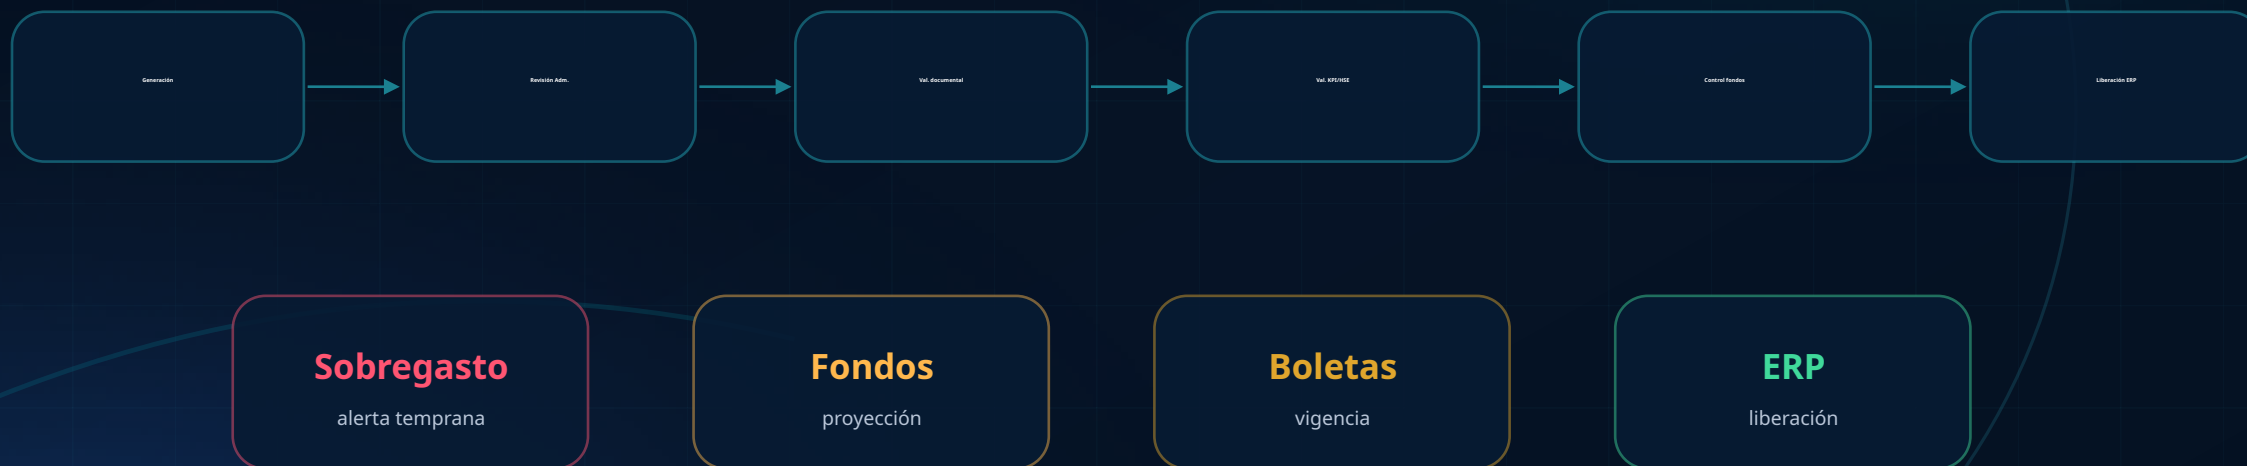 Generación
Revisión Adm.
Val. documental
Val. KPI/HSE
Control fondos
Liberación ERP
Sobregasto
alerta temprana
Fondos
proyección
Boletas
vigencia
ERP
liberación